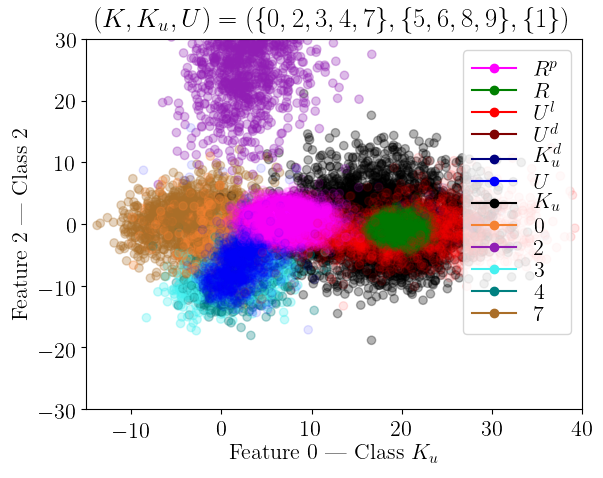 (K, K_u, U) = ({0, 2, 3, 4, 7}, {5, 6, 8, 9}, {1})
30
20
10
0
−10
−20
−30
Feature 2 — Class 2
R^p
R
U^l
U^d
K_u^d
U
K_u
0
2
3
4
7
−10 0 10 20 30 40
Feature 0 — Class K_u